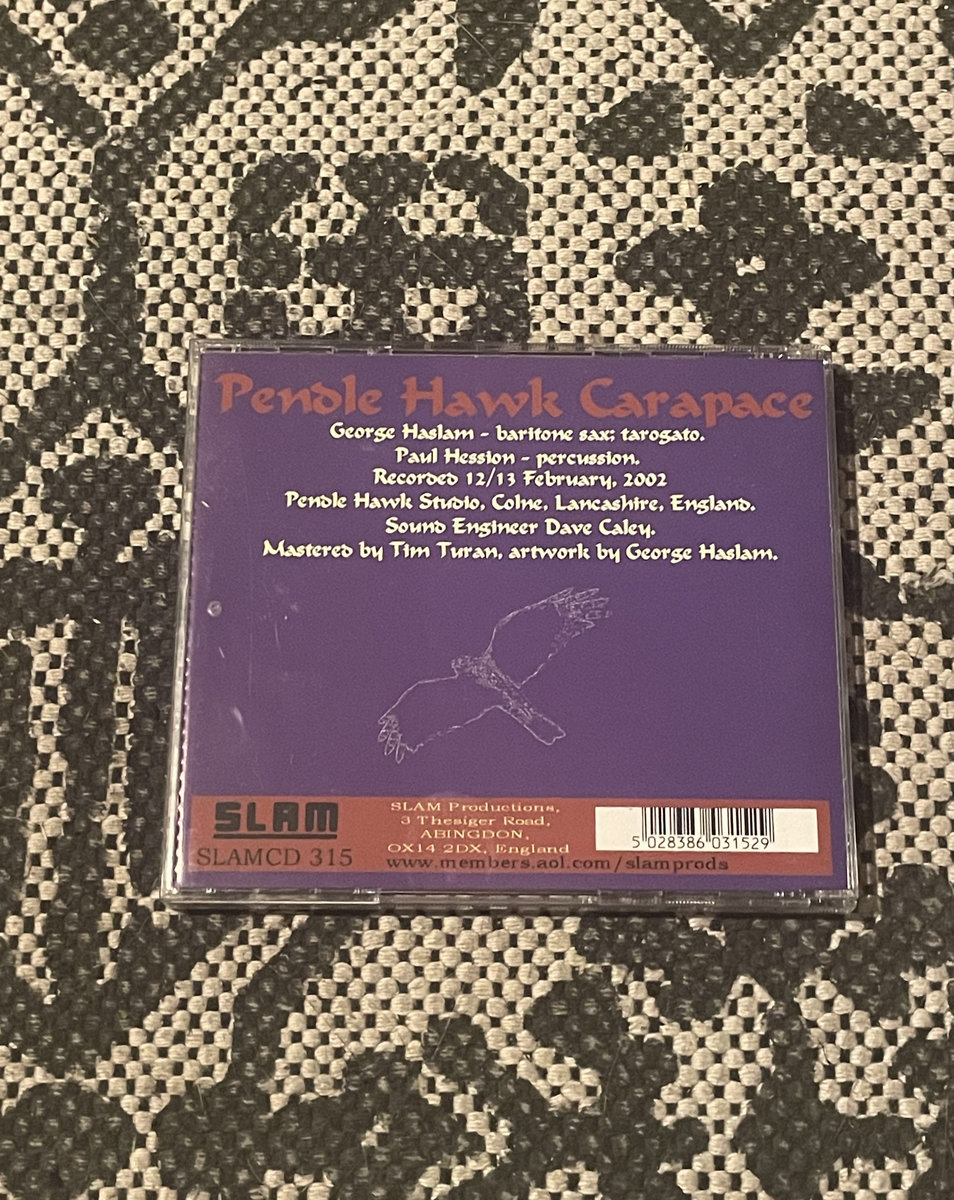 Pendle Hawk Carapace
George Haslam - baritone sax; tarogato.
Paul Hession - percussion.
Recorded 12/13 February, 2002
Pendle Hawk Studio, Colne, Lancashire, England.
Sound Engineer Dave Caley.
Mastered by Tim Turan, artwork by George Haslam.
SLAM
SLAMCD 315
SLAM Productions,
3 Thesiger Road,
ABINGDON,
OX14 2DX, England
www.members.aol.com/slamprods
5 028386 031529